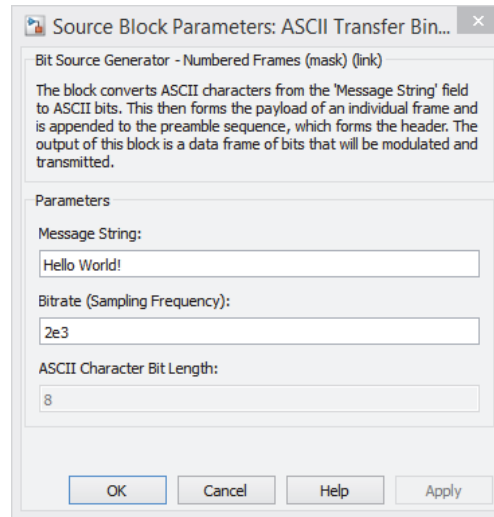 Source Block Parameters: ASCII Transfer Bin...
Bit Source Generator - Numbered Frames (mask) (link)
The block converts ASCII characters from the 'Message String' field
to ASCII bits. This then forms the payload of an individual frame and
is appended to the preamble sequence, which forms the header. The
output of this block is a data frame of bits that will be modulated and
transmitted.
Parameters
Message String:
Hello World!
Bitrate (Sampling Frequency):
2e3
ASCII Character Bit Length:
8
OK Cancel Help Apply